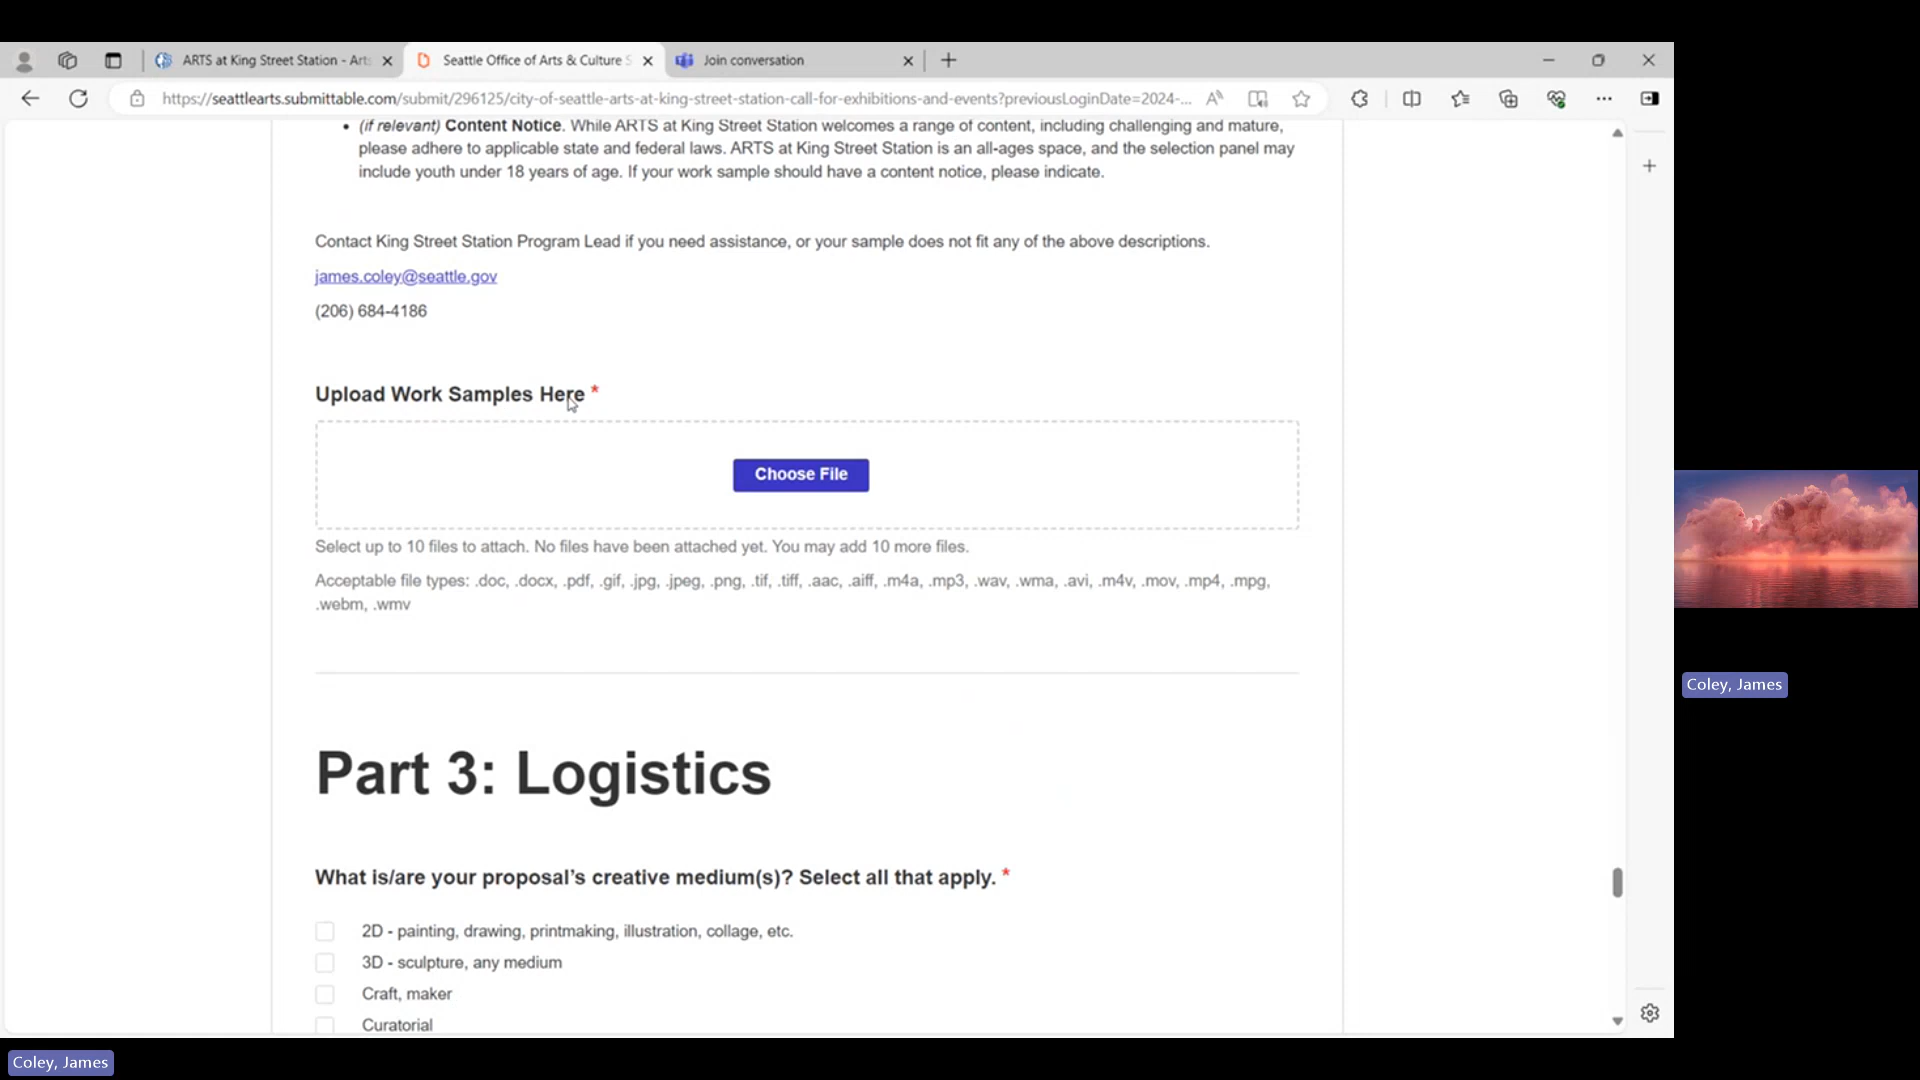 ARTS at King Street Station - Arts
Seattle Office of Arts & Culture S
Join conversation
https://seattlearts.submittable.com/submit/296125/city-of-seattle-arts-at-king-street-station-call-for-exhibitions-and-events?previousLoginDate=2024-...
• (if relevant) Content Notice. While ARTS at King Street Station welcomes a range of content, including challenging and mature,
please adhere to applicable state and federal laws. ARTS at King Street Station is an all-ages space, and the selection panel may
include youth under 18 years of age. If your work sample should have a content notice, please indicate.
Contact King Street Station Program Lead if you need assistance, or your sample does not fit any of the above descriptions.
james.coley@seattle.gov
(206) 684-4186
Upload Work Samples Here *
Choose File
Select up to 10 files to attach. No files have been attached yet. You may add 10 more files.
Acceptable file types: .doc, .docx, .pdf, .gif, .jpg, .jpeg, .png, .tif, .tiff, .aac, .aiff, .m4a, .mp3, .wav, .wma, .avi, .m4v, .mov, .mp4, .mpg,
.webm, .wmv
Part 3: Logistics
What is/are your proposal’s creative medium(s)? Select all that apply. *
2D - painting, drawing, printmaking, illustration, collage, etc.
3D - sculpture, any medium
Craft, maker
Curatorial
Coley, James
Coley, James